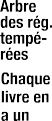 Arbre
des rég.
tempé-
rées
Chaque
livre en
a un